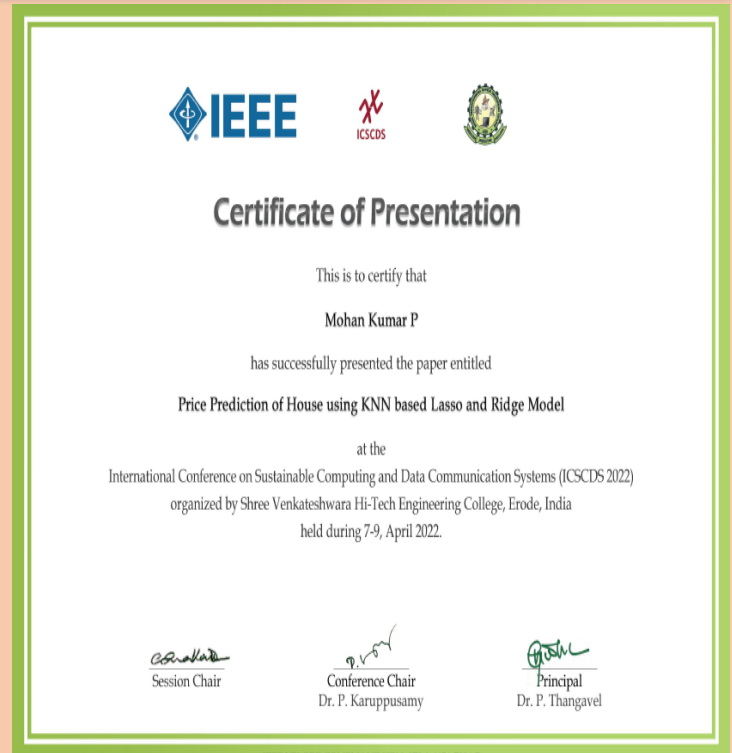 IEEE
ICSCDS
Certificate of Presentation
This is to certify that
Mohan Kumar P
has successfully presented the paper entitled
Price Prediction of House using KNN based Lasso and Ridge Model
at the
International Conference on Sustainable Computing and Data Communication Systems (ICSCDS 2022)
organized by Shree Venkateshwara Hi-Tech Engineering College, Erode, India
held during 7-9, April 2022.
Session Chair
Conference Chair
Dr. P. Karuppusamy
Principal
Dr. P. Thangavel